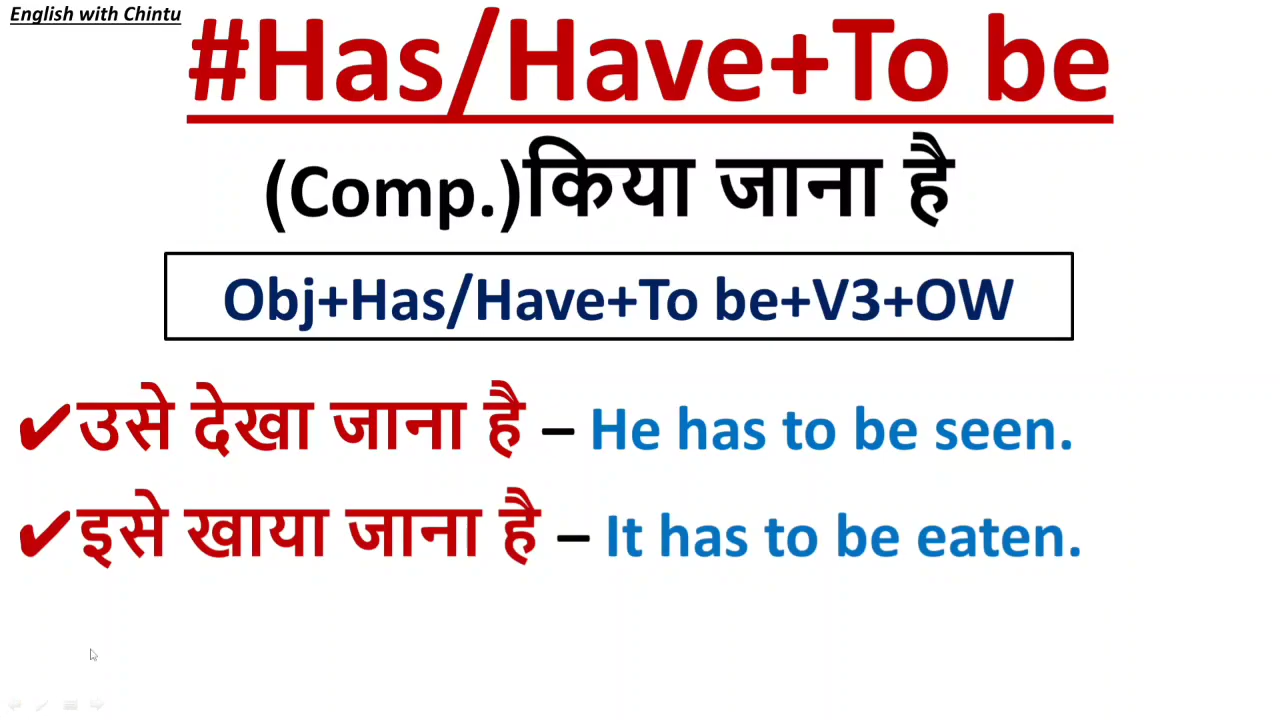 English with Chintu
#Has/Have+To be
(Comp.)किया जाना है
Obj+Has/Have+To be+V3+OW
✔उसे देखा जाना है – He has to be seen.
✔इसे खाया जाना है – It has to be eaten.